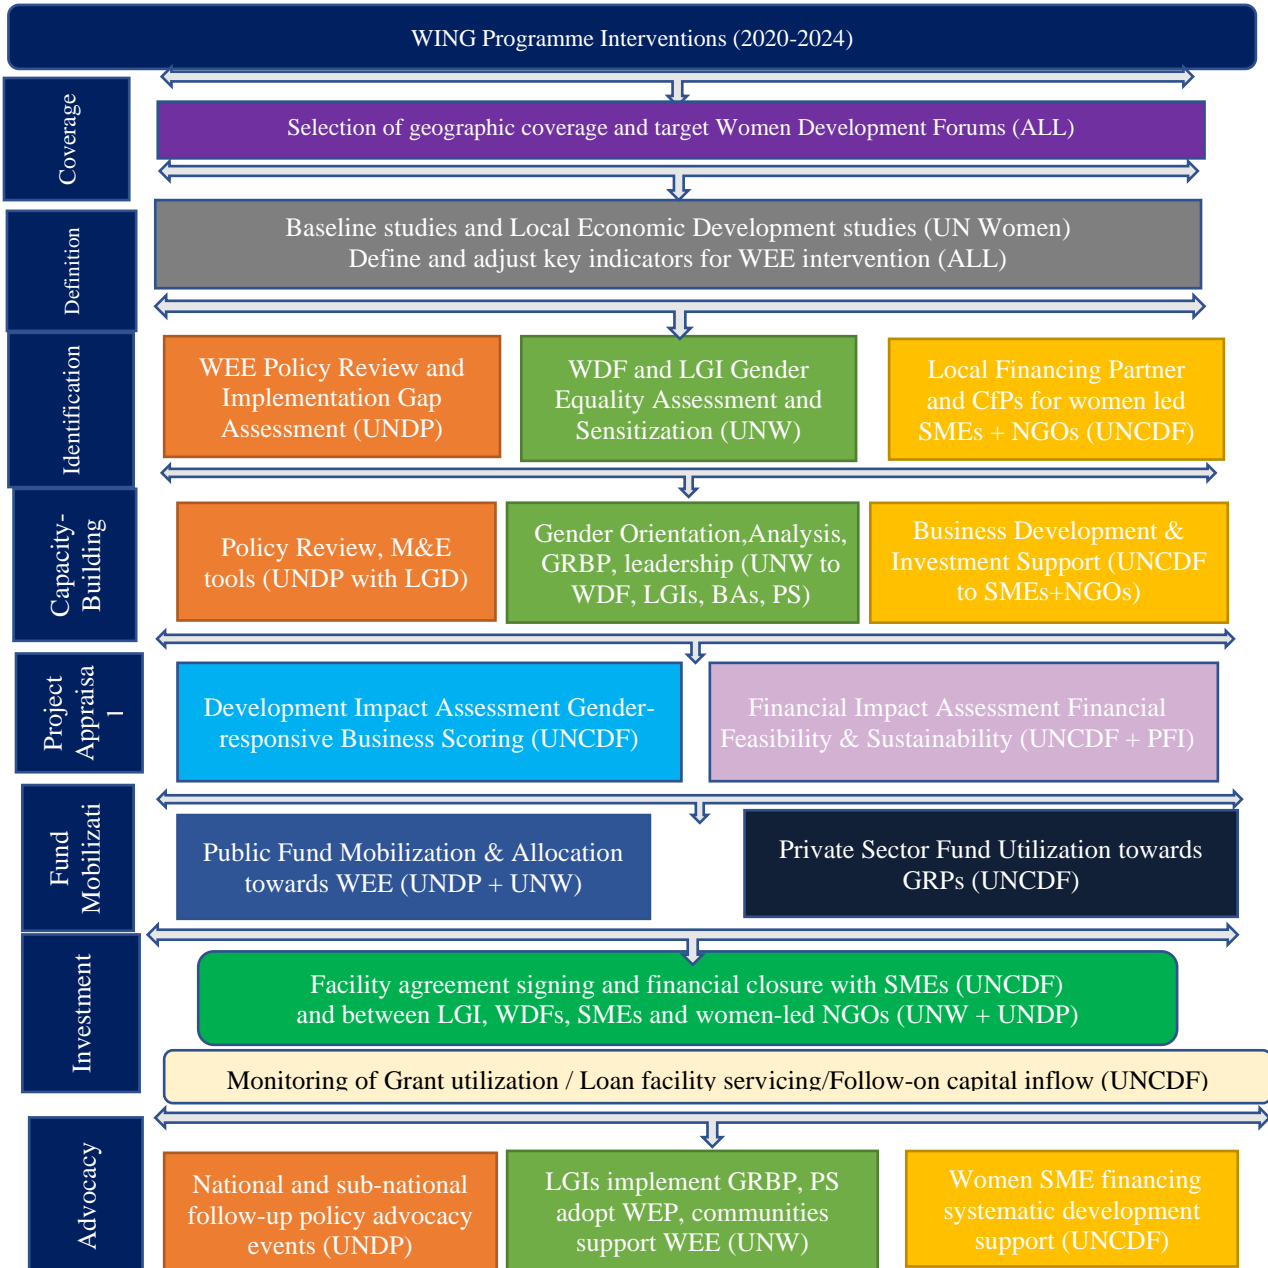 WING Programme Interventions (2020-2024)
Coverage
Selection of geographic coverage and target Women Development Forums (ALL)
Definition
Baseline studies and Local Economic Development studies (UN Women)
Define and adjust key indicators for WEE intervention (ALL)
Identification
WEE Policy Review and
Implementation Gap
Assessment (UNDP)
WDF and LGI Gender
Equality Assessment and
Sensitization (UNW)
Local Financing Partner
and CfPs for women led
SMEs + NGOs (UNCDF)
Capacity-
Building
Policy Review, M&E
tools (UNDP with LGD)
Gender Orientation,Analysis,
GRBP, leadership (UNW to
WDF, LGIs, BAs, PS)
Business Development &
Investment Support (UNCDF
to SMEs+NGOs)
Project
Appraisa
l
Development Impact Assessment Gender-
responsive Business Scoring (UNCDF)
Financial Impact Assessment Financial
Feasibility & Sustainability (UNCDF + PFI)
Fund
Mobilizati
Public Fund Mobilization & Allocation
towards WEE (UNDP + UNW)
Private Sector Fund Utilization towards
GRPs (UNCDF)
Investment
Facility agreement signing and financial closure with SMEs (UNCDF)
and between LGI, WDFs, SMEs and women-led NGOs (UNW + UNDP)
Monitoring of Grant utilization / Loan facility servicing/Follow-on capital inflow (UNCDF)
Advocacy
National and sub-national
follow-up policy advocacy
events (UNDP)
LGIs implement GRBP, PS
adopt WEP, communities
support WEE (UNW)
Women SME financing
systematic development
support (UNCDF)